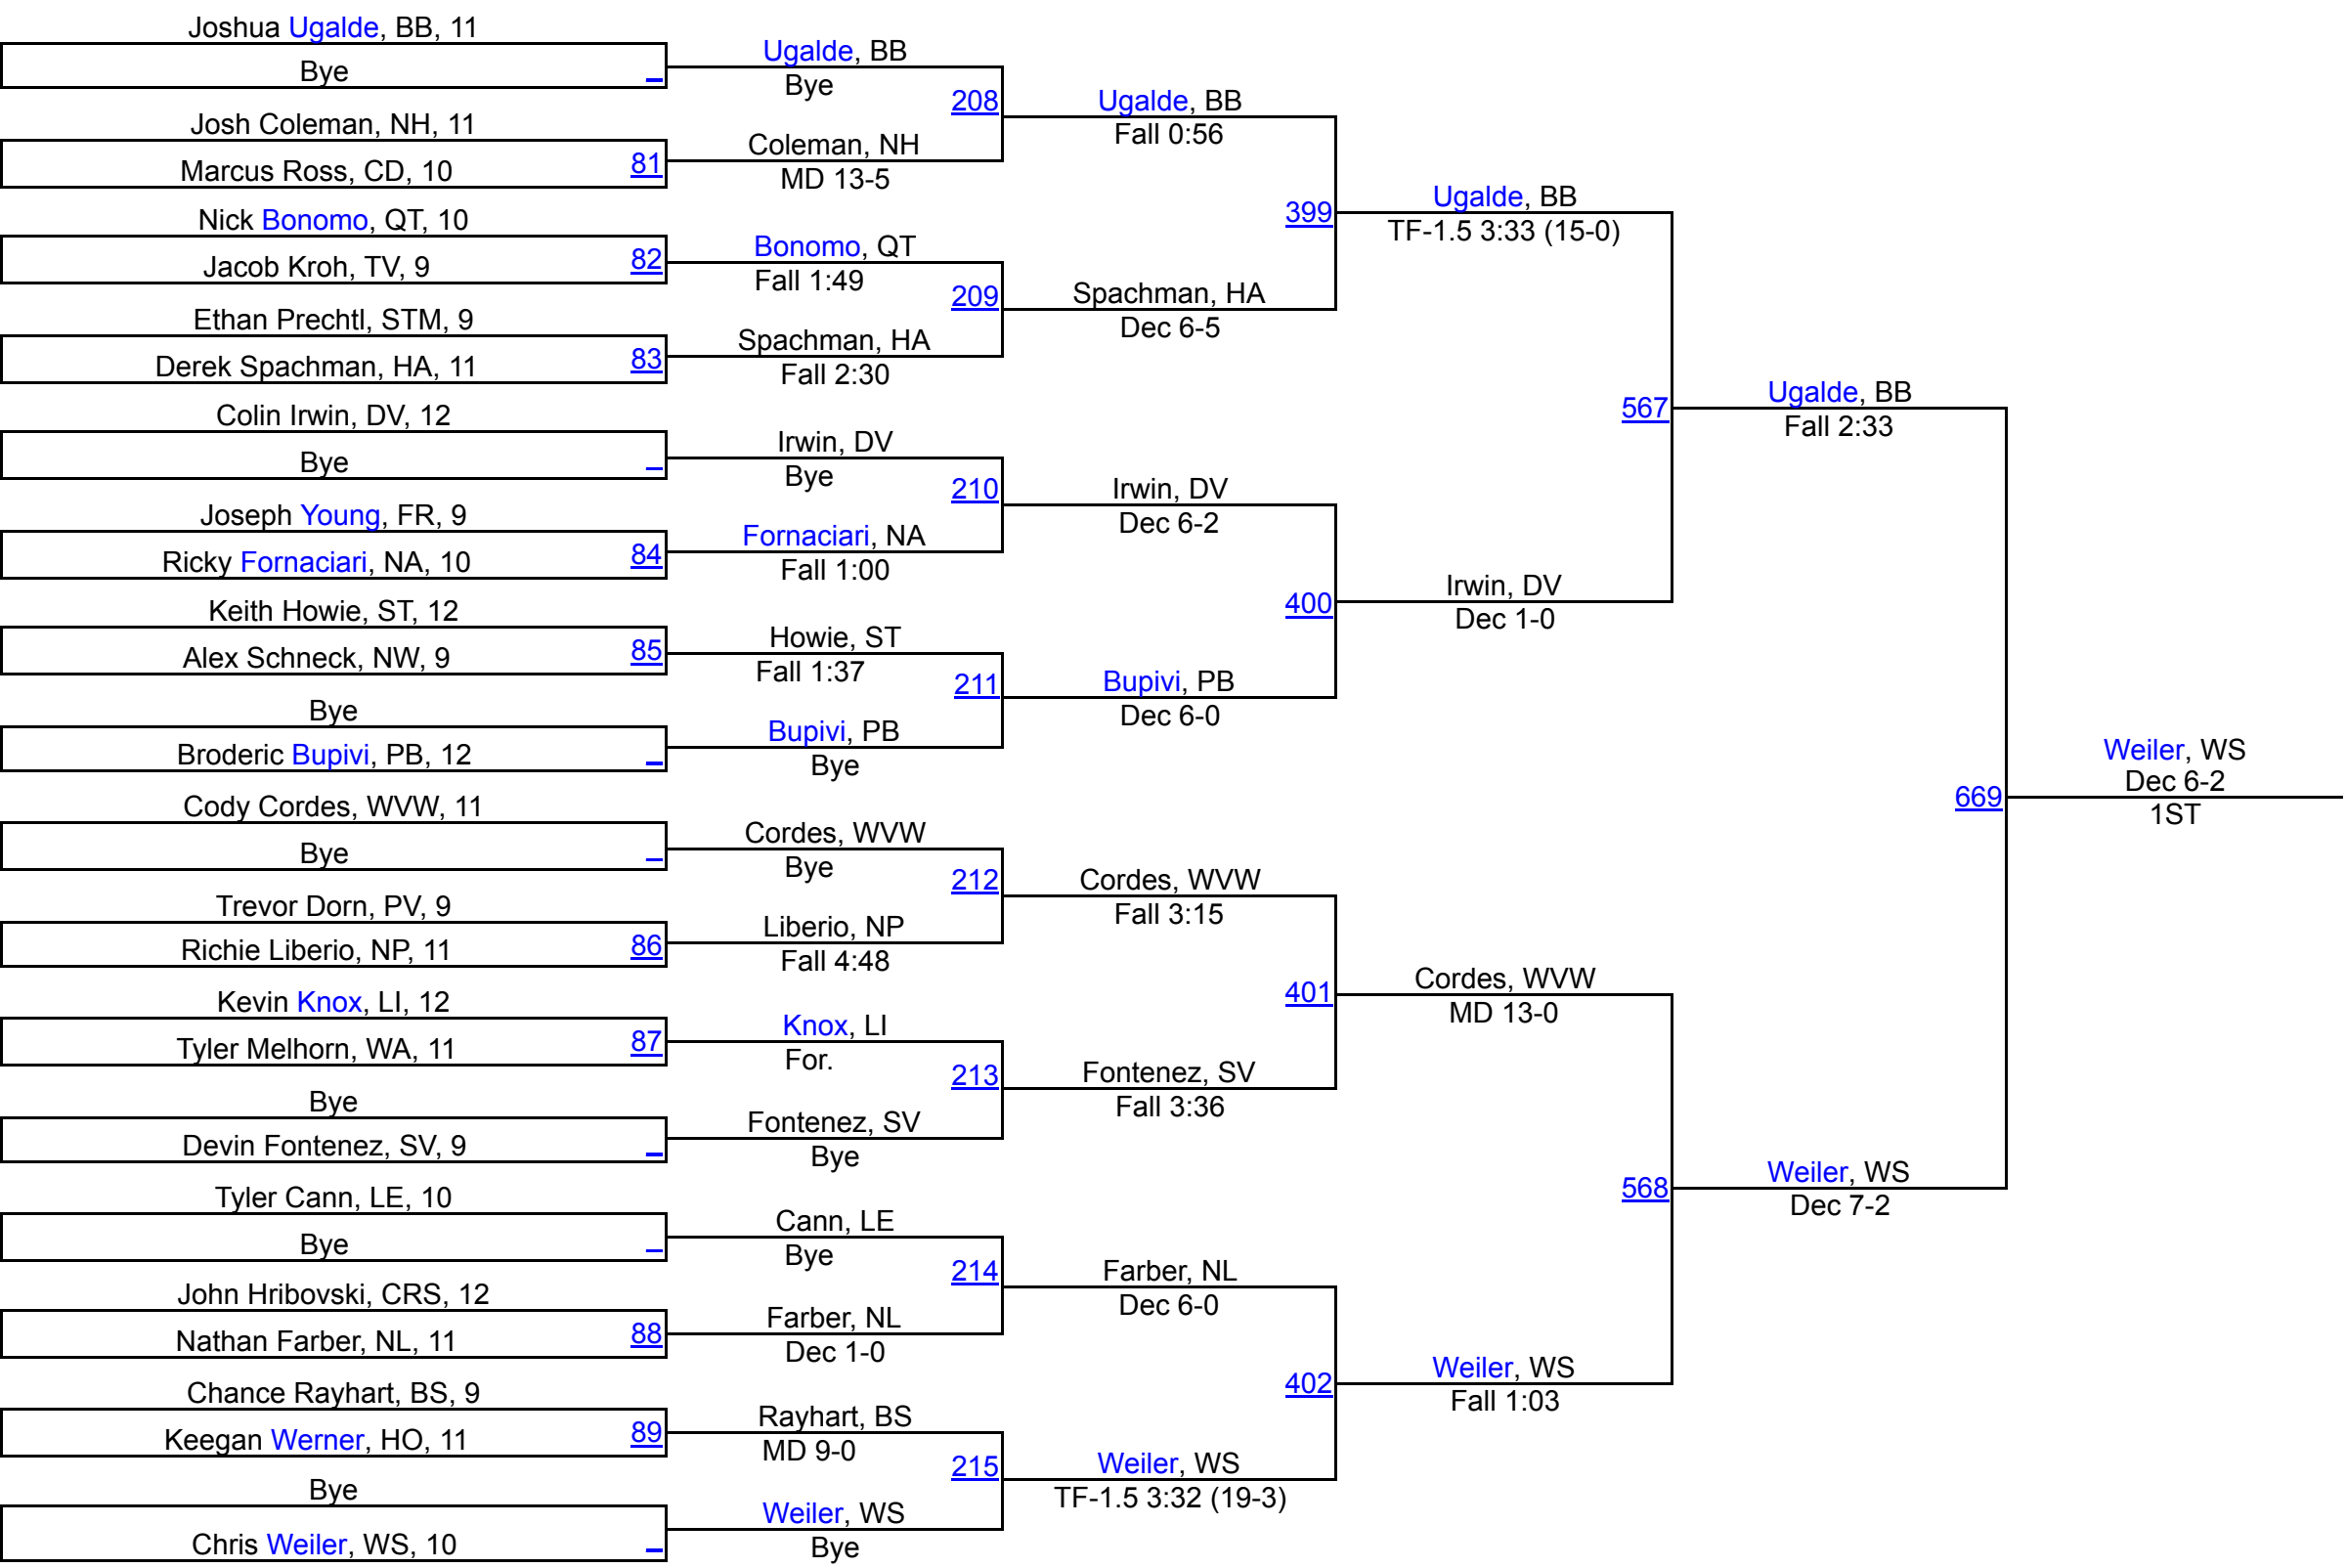 Joshua Ugalde, BB, 11
Bye
Josh Coleman, NH, 11
Marcus Ross, CD, 10
81
Nick Bonomo, QT, 10
Jacob Kroh, TV, 9
82
Ethan Prechtl, STM, 9
Derek Spachman, HA, 11
83
Colin Irwin, DV, 12
Bye
Joseph Young, FR, 9
Ricky Fornaciari, NA, 10
84
Keith Howie, ST, 12
Alex Schneck, NW, 9
85
Bye
Broderic Bupivi, PB, 12
Cody Cordes, WVW, 11
Bye
Trevor Dorn, PV, 9
Richie Liberio, NP, 11
86
Kevin Knox, LI, 12
Tyler Melhorn, WA, 11
87
Bye
Devin Fontenez, SV, 9
Tyler Cann, LE, 10
Bye
John Hribovski, CRS, 12
Nathan Farber, NL, 11
88
Chance Rayhart, BS, 9
Keegan Werner, HO, 11
89
Bye
Chris Weiler, WS, 10
Ugalde, BB
Bye
208
Coleman, NH
MD 13-5
Bonomo, QT
Fall 1:49
209
Spachman, HA
Fall 2:30
Irwin, DV
Bye
210
Fornaciari, NA
Fall 1:00
Howie, ST
Fall 1:37
211
Bupivi, PB
Bye
Cordes, WVW
Bye
212
Liberio, NP
Fall 4:48
Knox, LI
For.
213
Fontenez, SV
Bye
Cann, LE
Bye
214
Farber, NL
Dec 1-0
Rayhart, BS
MD 9-0
215
Weiler, WS
Bye
Ugalde, BB
Fall 0:56
399
Spachman, HA
Dec 6-5
Irwin, DV
Dec 6-2
400
Bupivi, PB
Dec 6-0
Cordes, WVW
Fall 3:15
401
Fontenez, SV
Fall 3:36
Farber, NL
Dec 6-0
402
Weiler, WS
TF-1.5 3:32 (19-3)
Ugalde, BB
TF-1.5 3:33 (15-0)
567
Irwin, DV
Dec 1-0
Cordes, WVW
MD 13-0
568
Weiler, WS
Fall 1:03
Ugalde, BB
Fall 2:33
669
Weiler, WS
Dec 7-2
Weiler, WS
Dec 6-2
1ST